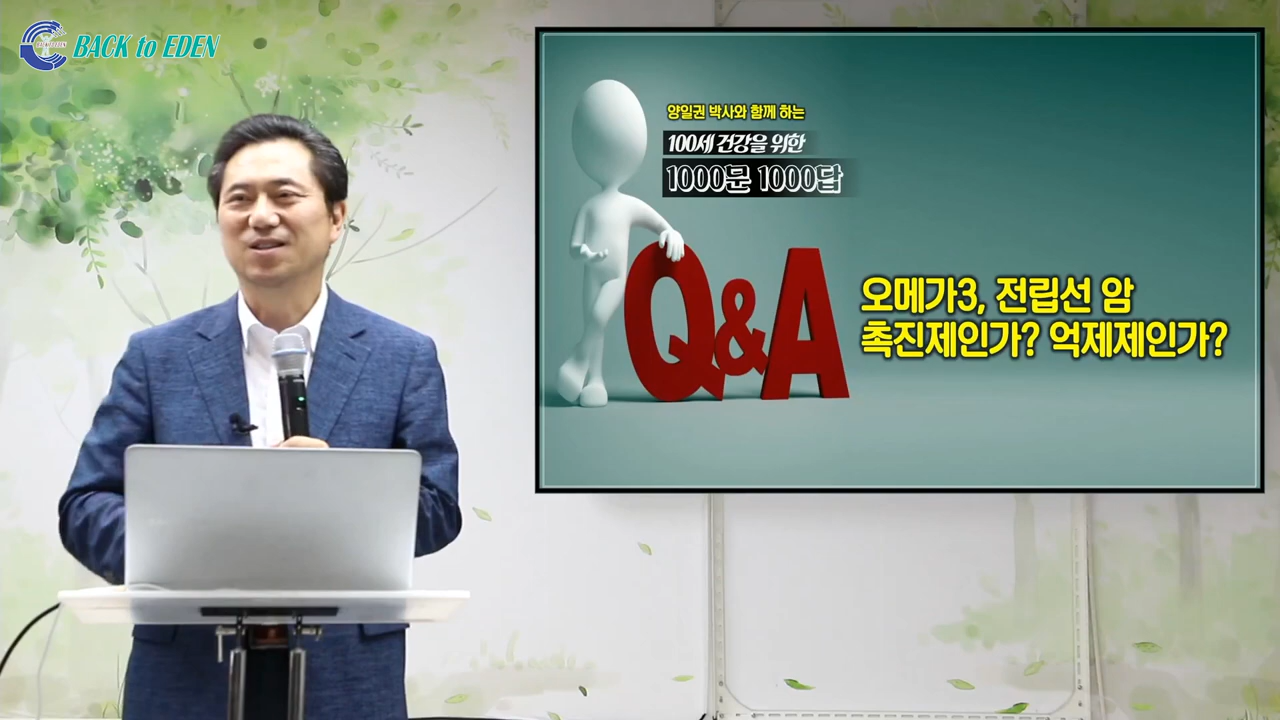 BACK to EDEN
양일권 박사와 함께 하는
100세 건강을 위한
1000문 1000답
Q&A
오메가3, 전립선 암
촉진제인가? 억제제인가?